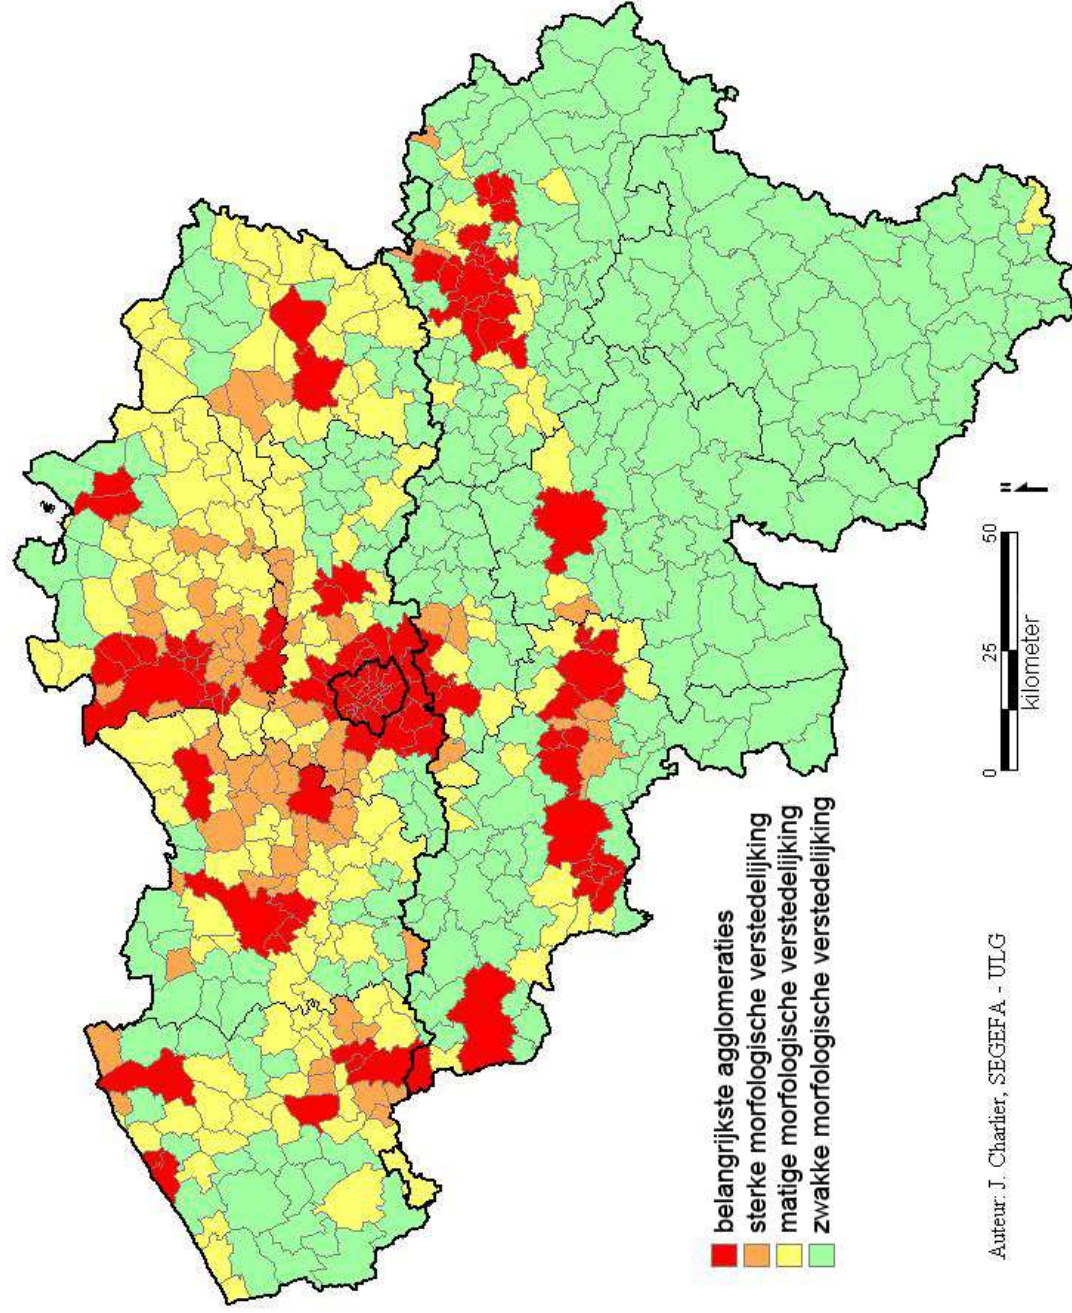 belangrijkste agglomeraties
sterke morfologische verstedelijking
matige morfologische verstedelijking
zwakke morfologische verstedelijking
0 25 50
kilometer
Auteur: J. Charlier, SEGEFA - ULG